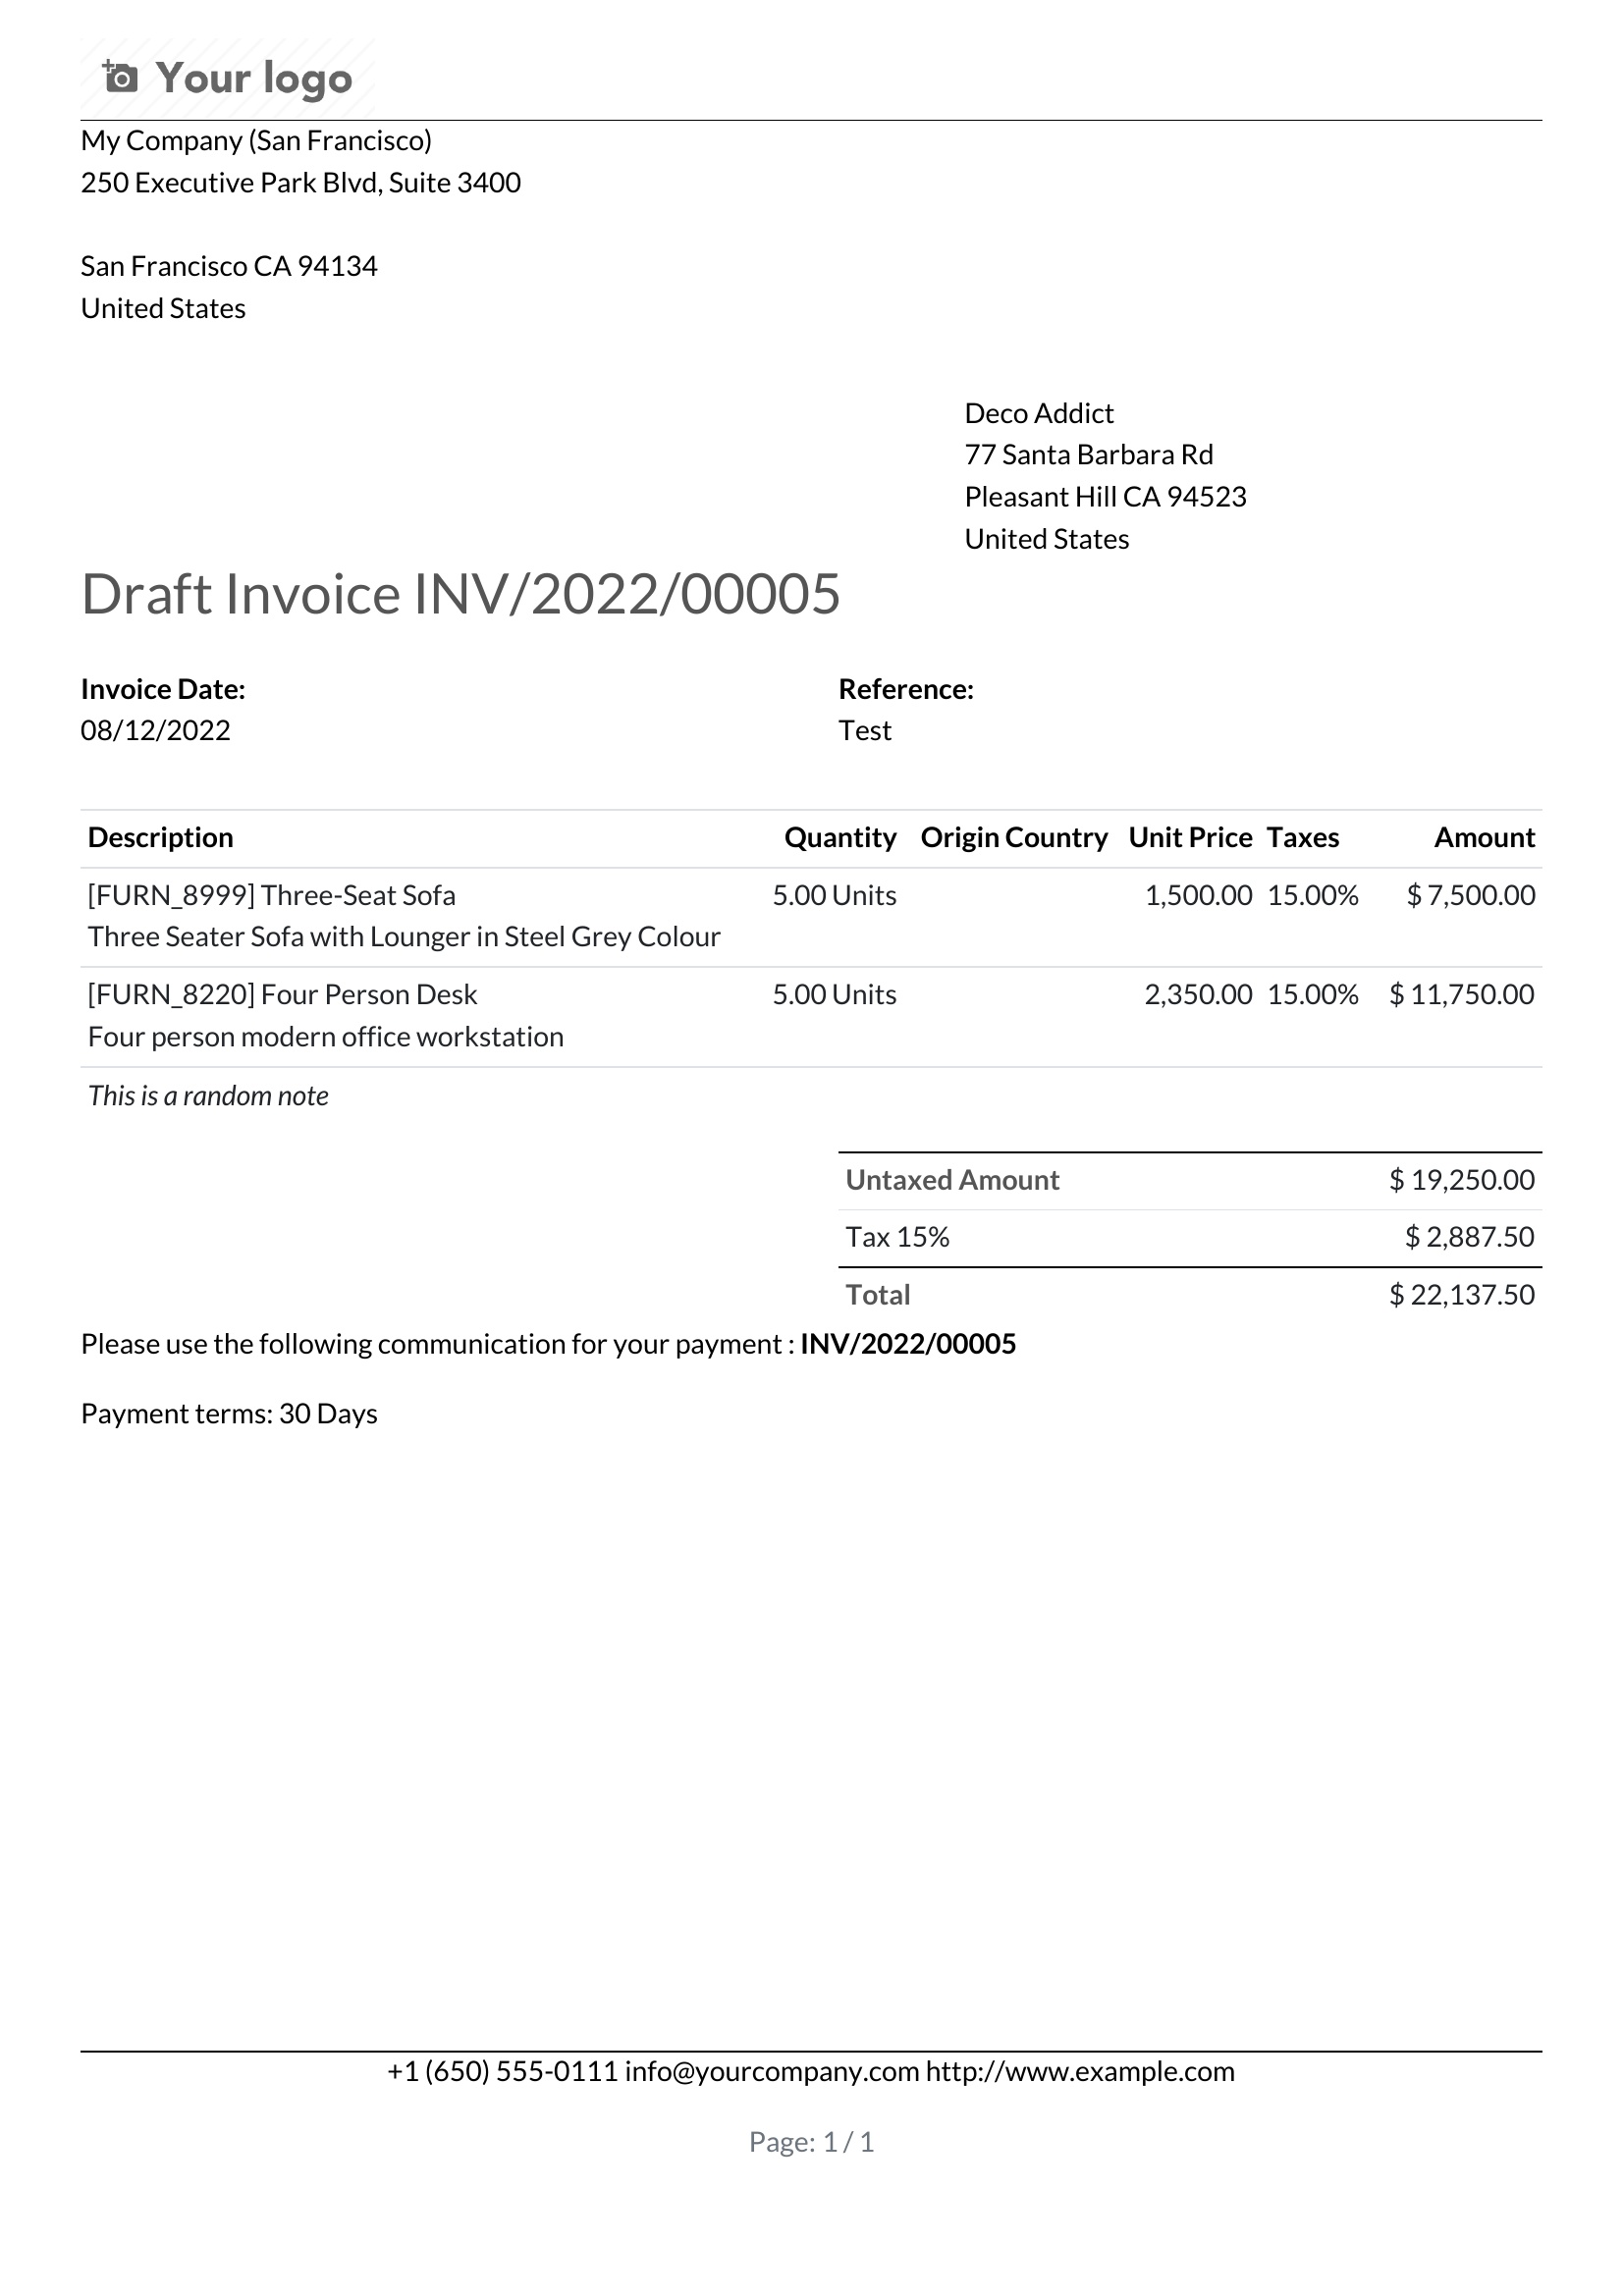 Your logo
My Company (San Francisco)
250 Executive Park Blvd, Suite 3400
San Francisco CA 94134
United States
Deco Addict
77 Santa Barbara Rd
Pleasant Hill CA 94523
United States
Draft Invoice INV/2022/00005
Invoice Date: Reference:
08/12/2022 Test
Description Quantity Origin Country Unit Price Taxes Amount
[FURN_8999] Three-Seat Sofa 5.00 Units 1,500.00 15.00% $ 7,500.00
Three Seater Sofa with Lounger in Steel Grey Colour
[FURN_8220] Four Person Desk 5.00 Units 2,350.00 15.00% $ 11,750.00
Four person modern office workstation
This is a random note
Untaxed Amount $ 19,250.00
Tax 15% $ 2,887.50
Total $ 22,137.50
Please use the following communication for your payment : INV/2022/00005
Payment terms: 30 Days
+1 (650) 555-0111 info@yourcompany.com http://www.example.com
Page: 1 / 1